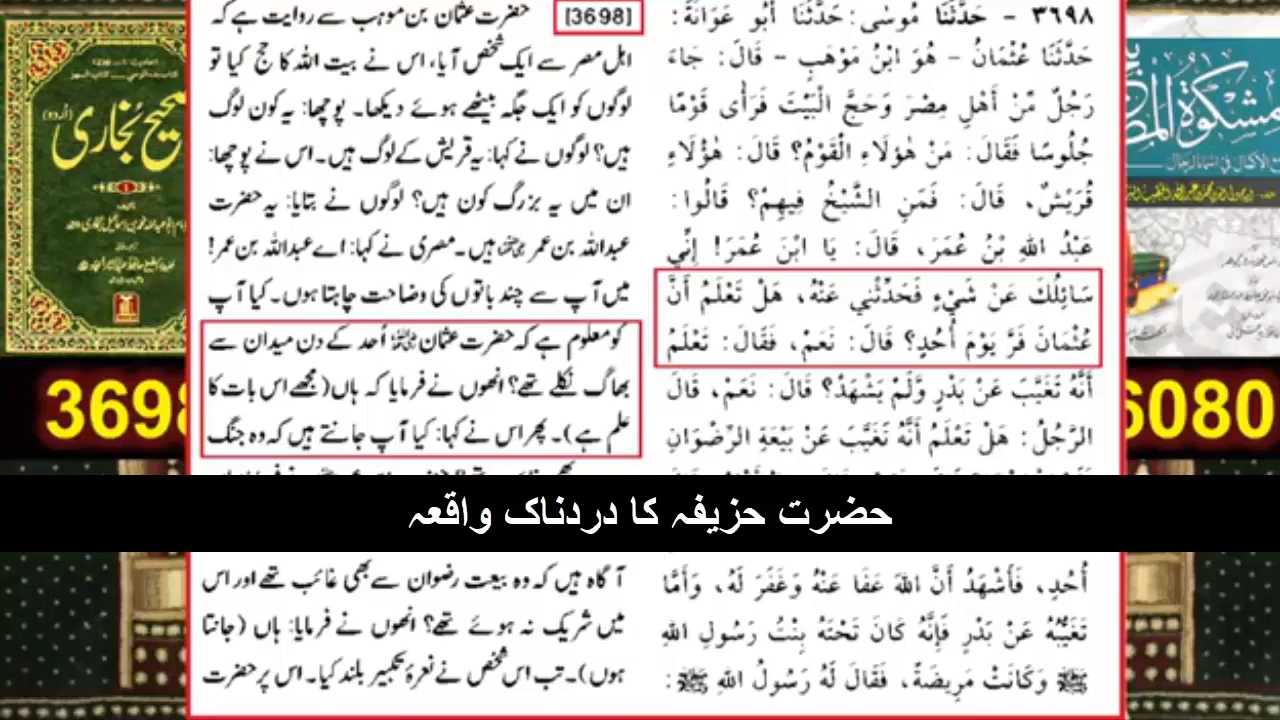 ٣٦٩٨ - حَدَّثَنَا مُوسٰى: حَدَّثَنَا أَبُو عَوَانَةَ:
حَدَّثَنَا عُثْمَانُ - هُوَ ابْنُ مَوْهَبٍ - قَالَ: جَاءَ
رَجُلٌ مِّنْ أَهْلِ مِصْرَ وَحَجَّ الْبَيْتَ فَرَأَى قَوْمًا
جُلُوسًا فَقَالَ: مَنْ هٰؤُلَاءِ الْقَوْمُ؟ قَالَ: هٰؤُلَاءِ
قُرَيْشٌ، قَالَ: فَمَنِ الشَّيْخُ فِيهِمْ؟ قَالُوا:
عَبْدُ اللهِ بْنُ عُمَرَ، قَالَ: يَا ابْنَ عُمَرَ! إِنِّي
سَائِلُكَ عَنْ شَيْءٍ فَحَدِّثْنِي عَنْهُ، هَلْ تَعْلَمُ أَنَّ
عُثْمَانَ فَرَّ يَوْمَ أُحُدٍ؟ قَالَ: نَعَمْ، فَقَالَ: تَعْلَمُ
أَنَّهُ تَغَيَّبَ عَنْ بَدْرٍ وَلَمْ يَشْهَدْ؟ قَالَ: نَعَمْ، قَالَ
الرَّجُلُ: هَلْ تَعْلَمُ أَنَّهُ تَغَيَّبَ عَنْ بَيْعَةِ الرِّضْوَانِ
أُحُدٍ، فَأَشْهَدُ أَنَّ اللهَ عَفَا عَنْهُ وَغَفَرَ لَهُ، وَأَمَّا
تَغَيُّبُهُ عَنْ بَدْرٍ فَإِنَّهُ كَانَ تَحْتَهُ بِنْتُ رَسُولِ اللهِ
ﷺ وَكَانَتْ مَرِيضَةً، فَقَالَ لَهُ رَسُولُ اللهِ ﷺ:
[3698] حضرت عثمان بن موہب سے روایت ہے کہ
اہل مصر سے ایک شخص آیا، اس نے بیت اللہ کا حج کیا تو
لوگوں کو ایک جگہ بیٹھے ہوئے دیکھا۔ پوچھا: یہ کون لوگ
ہیں؟ لوگوں نے کہا: یہ قریش کے لوگ ہیں۔ اس نے پوچھا:
ان میں یہ بزرگ کون ہیں؟ لوگوں نے بتایا: یہ حضرت
عبداللہ بن عمر ہیں۔ مصری نے کہا: اے عبداللہ بن عمر!
میں آپ سے چند باتوں کی وضاحت چاہتا ہوں۔ کیا آپ
کو معلوم ہے کہ حضرت عثمان اُحد کے دن میدان سے
بھاگ نکلے تھے؟ انھوں نے فرمایا کہ ہاں (مجھے اس بات کا
علم ہے)۔ پھر اس نے کہا: کیا آپ جانتے ہیں کہ وہ جنگ
آگاہ ہیں کہ وہ بیعت رضوان سے بھی غائب تھے اور اس
میں شریک نہ ہوئے تھے؟ انھوں نے فرمایا: ہاں (جانتا
ہوں)۔ تب اس شخص نے نعرۂ تکبیر بلند کیا۔ اس پر حضرت
حضرت حزیفہ کا دردناک واقعہ
صحیح بخاری
(اردو)
3698
مشکوۃ
6080